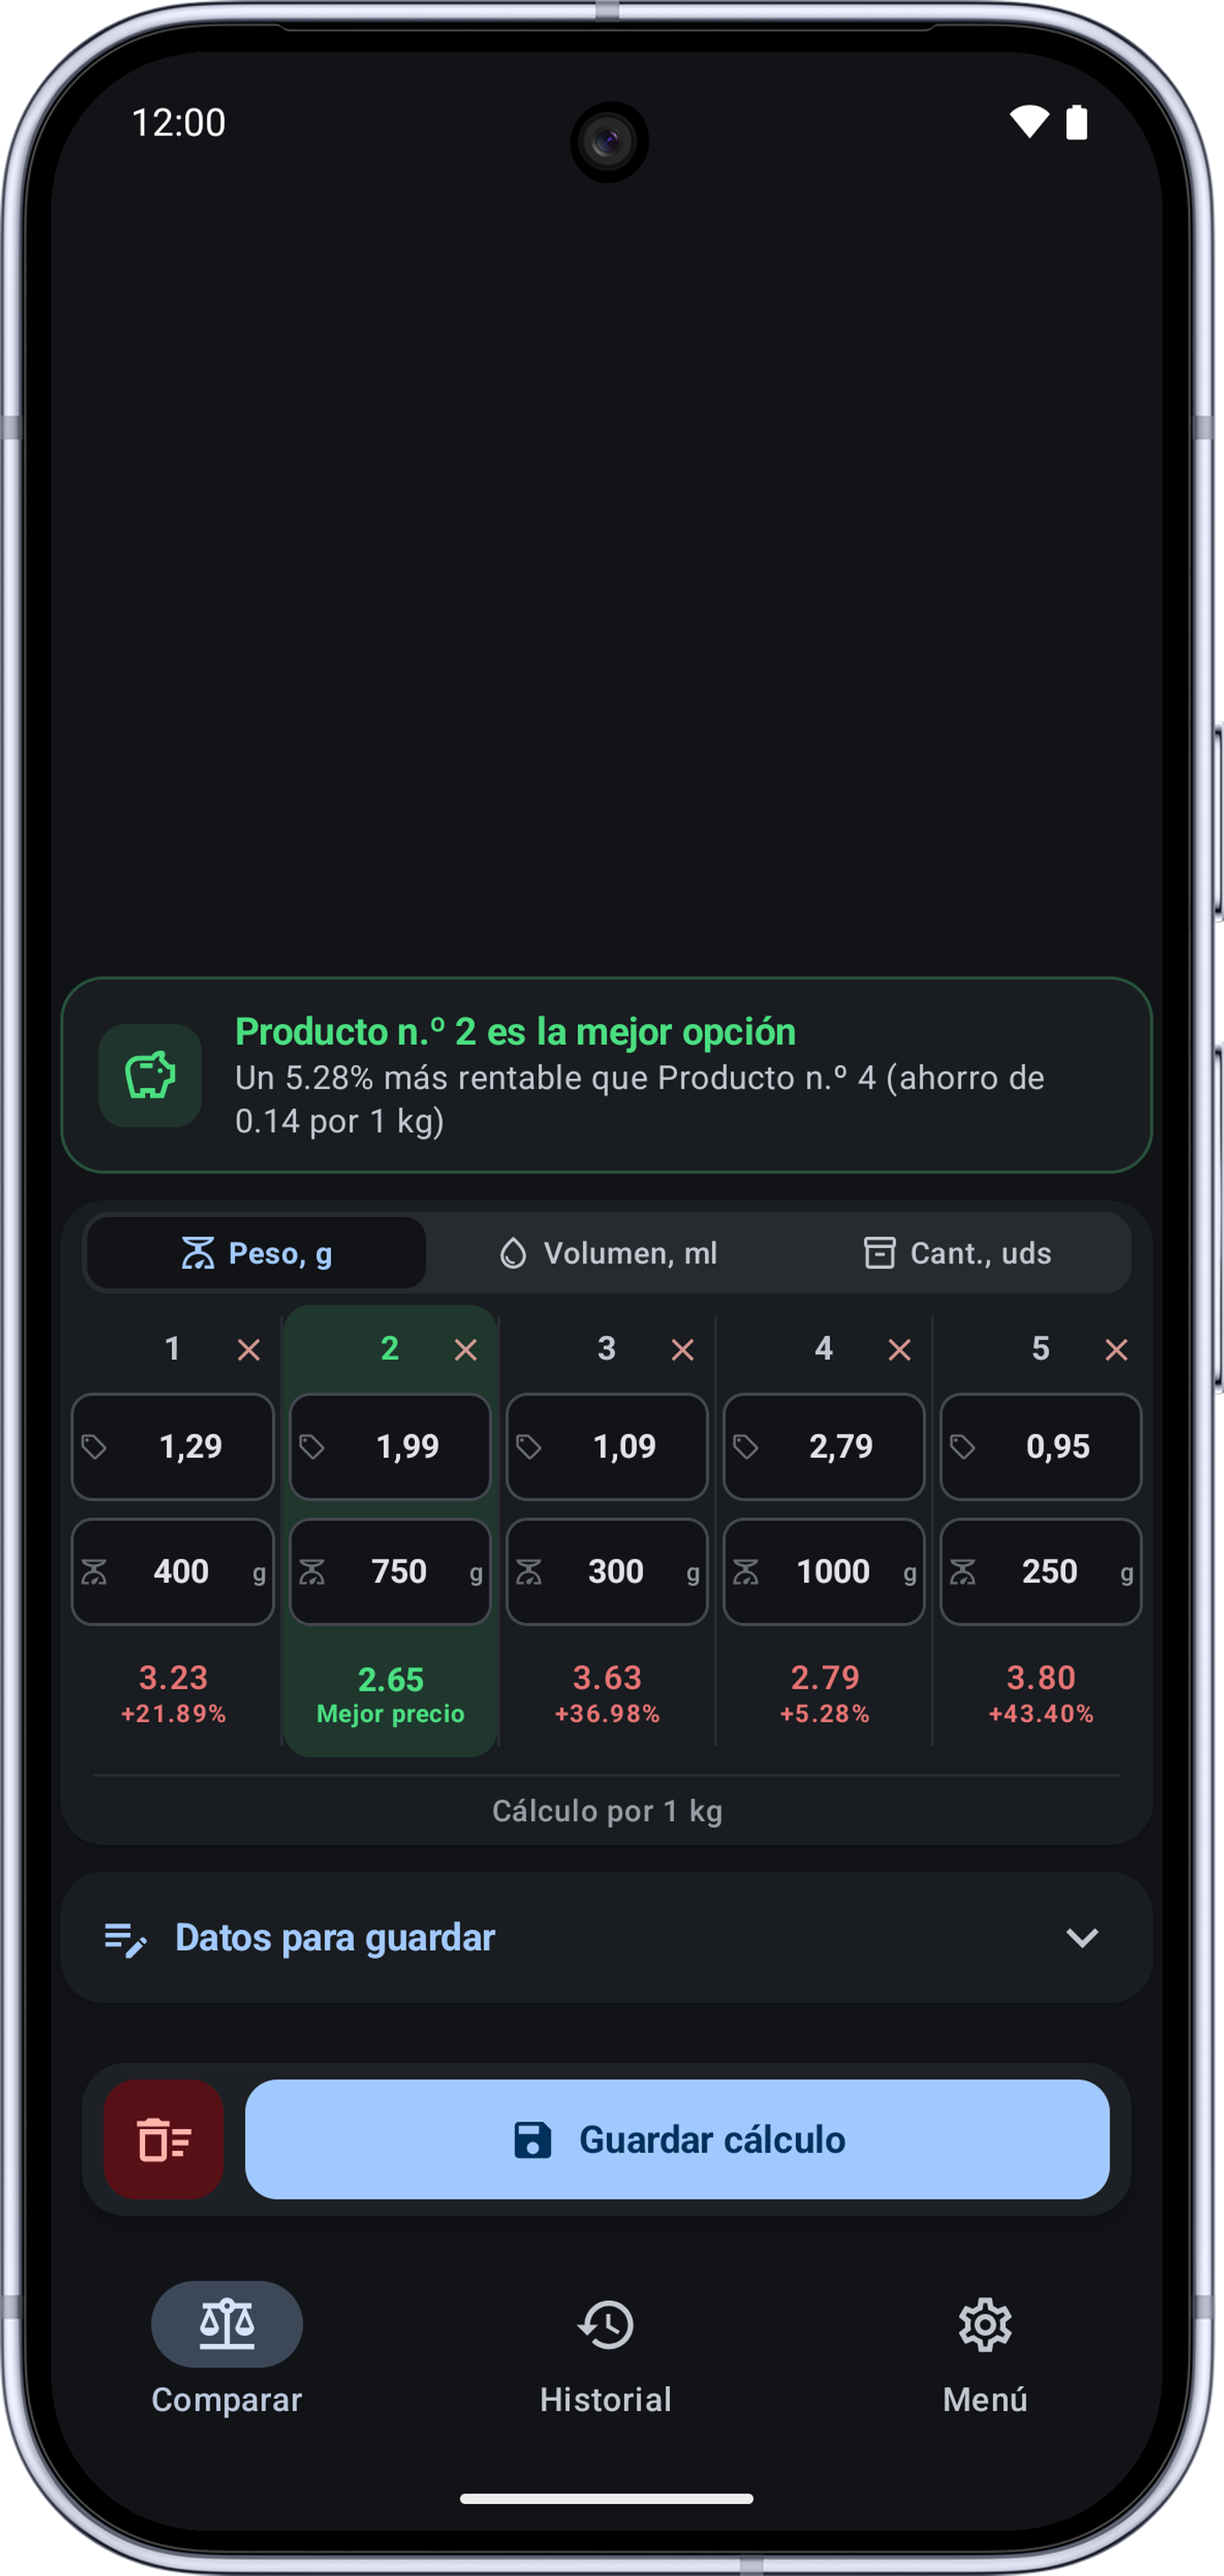 12:00
Producto n.º 2 es la mejor opción
Un 5.28% más rentable que Producto n.º 4 (ahorro de
0.14 por 1 kg)
Peso, g Volumen, ml Cant., uds
1 2 3 4 5
1,29 1,99 1,09 2,79 0,95
400 g 750 g 300 g 1000 g 250 g
3.23 2.65 3.63 2.79 3.80
+21.89% Mejor precio +36.98% +5.28% +43.40%
Cálculo por 1 kg
Datos para guardar
Guardar cálculo
Comparar Historial Menú